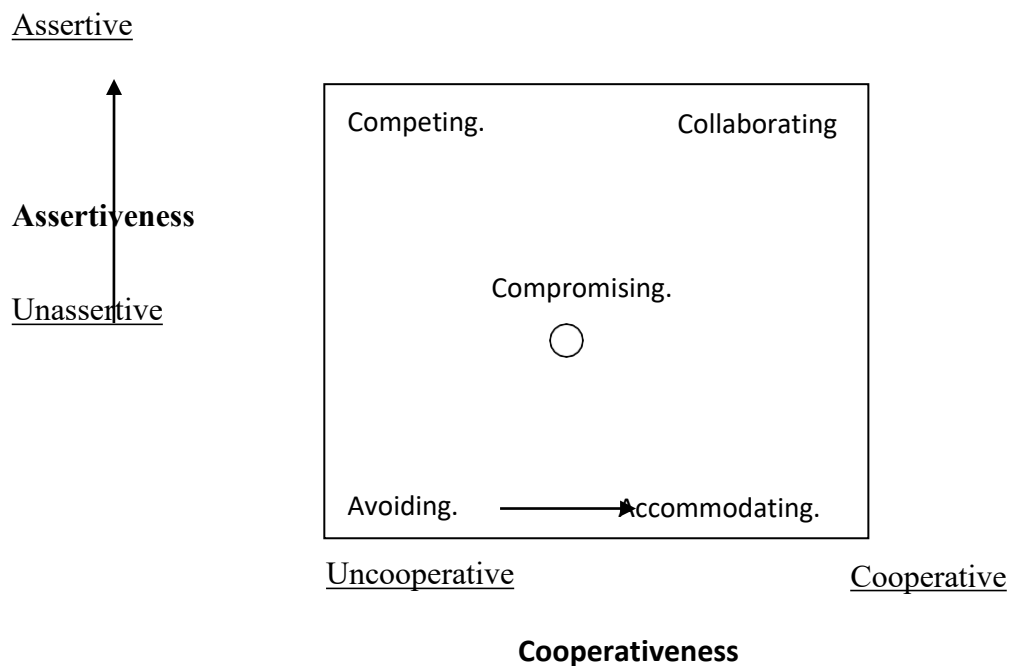 Assertive
Competing. Collaborating
Assertiveness
Compromising.
Unassertive
Avoiding. Accommodating.
Uncooperative Cooperative
Cooperativeness